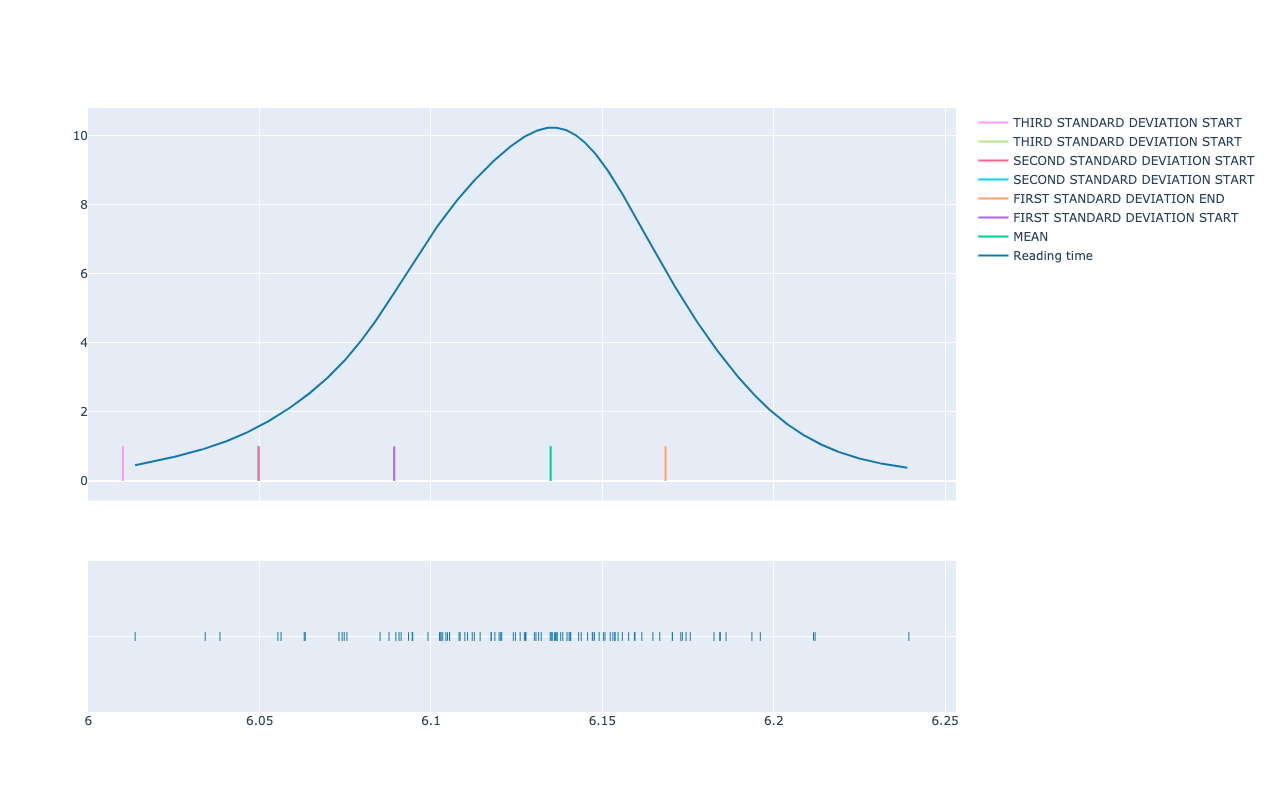 10
8
6
4
2
0
THIRD STANDARD DEVIATION START
THIRD STANDARD DEVIATION START
SECOND STANDARD DEVIATION START
SECOND STANDARD DEVIATION START
FIRST STANDARD DEVIATION END
FIRST STANDARD DEVIATION START
MEAN
Reading time
6 6.05 6.1 6.15 6.2 6.25